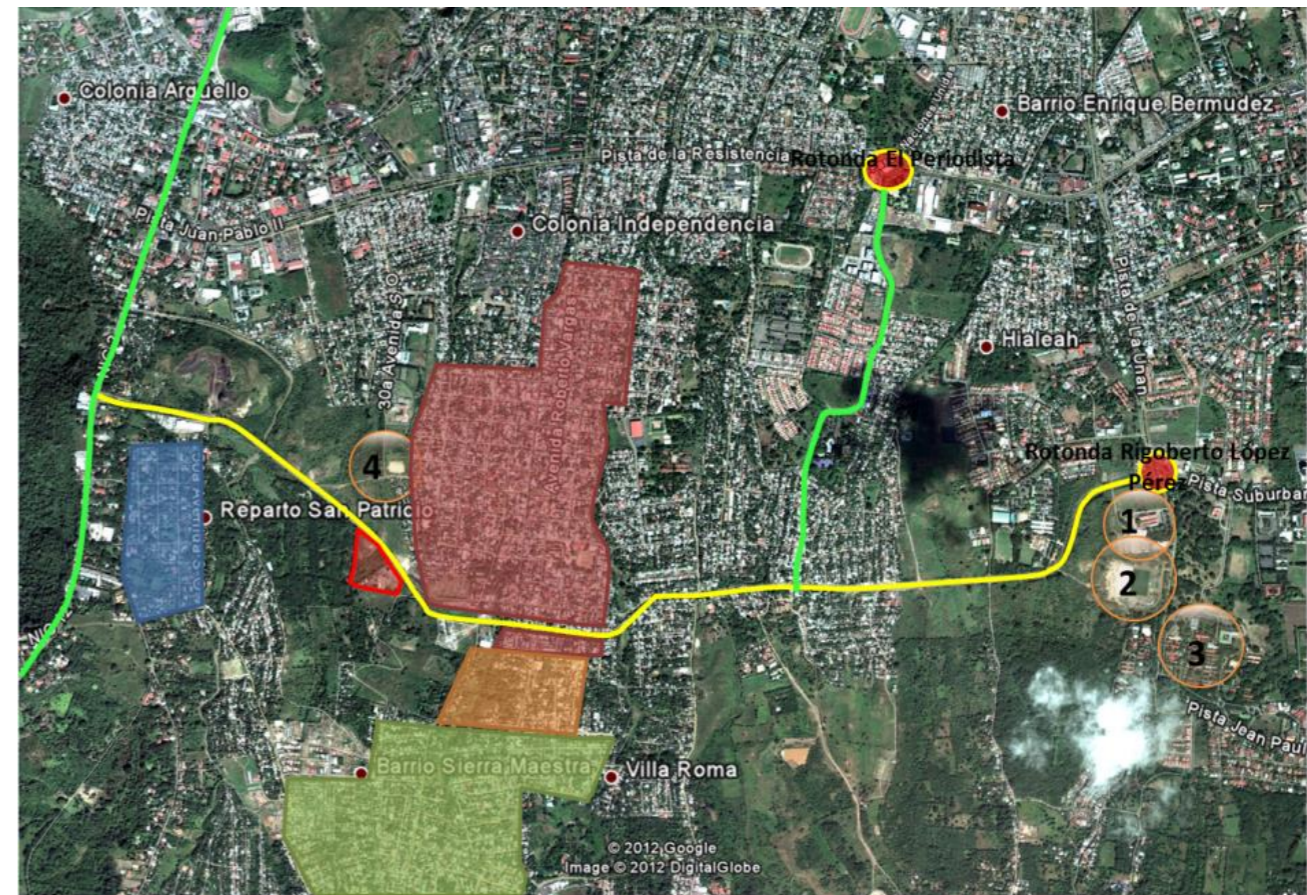 Colonia Arguello
Barrio Enrique Bermudez
Pista de la Resistencia
Rotonda El Periodista
Pista Juan Pablo II
Colonia Independencia
30a Avenida S.O.
Avenida Roberto Vargas
Pista de La Unan
Hialeah
4
Rotonda Rigoberto López
Pérez
Pista Suburbar
Reparto San Patricio
1
2
3
Pista Jean Paul
Barrio Sierra Maestra
Villa Roma
© 2012 Google
Image © 2012 DigitalGlobe